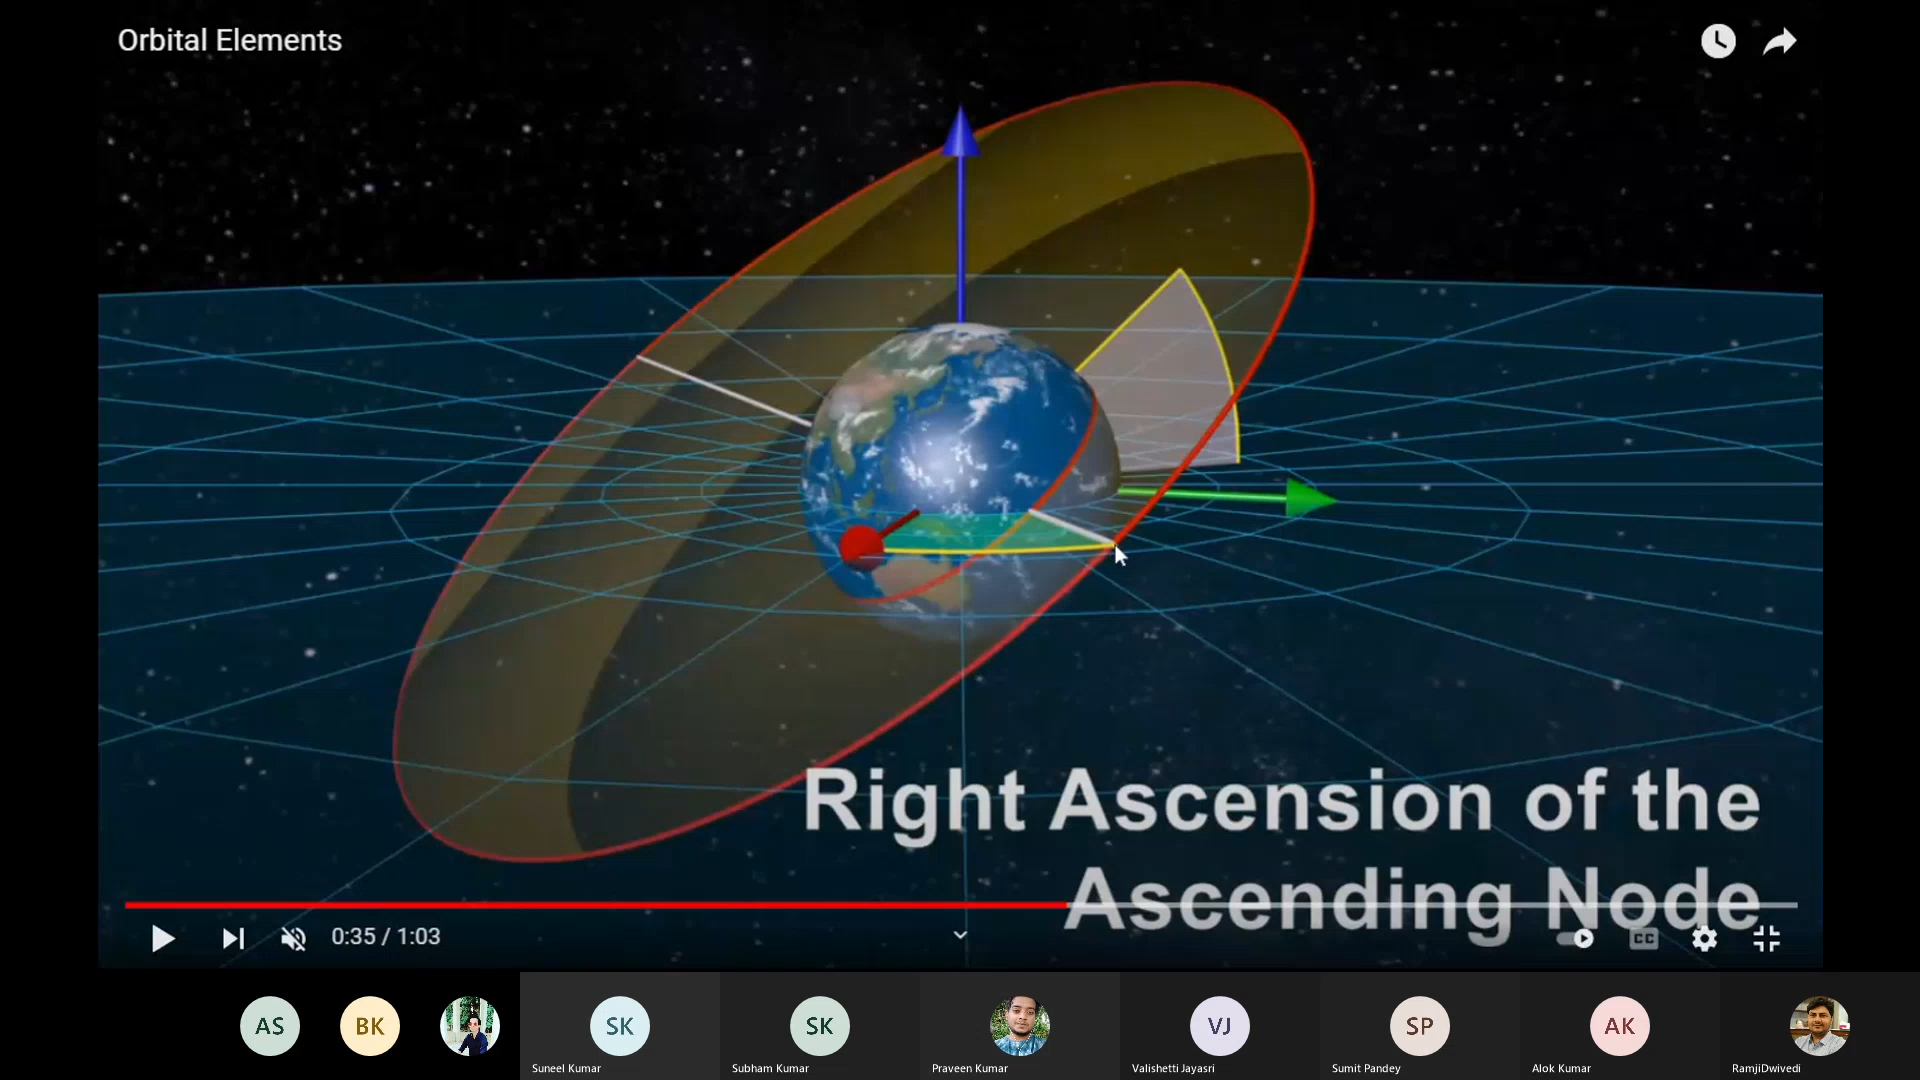 Orbital Elements
Right Ascension of the
Ascending Node
0:35 / 1:03
CC
AS
BK
SK
SK
VJ
SP
AK
Suneel Kumar
Subham Kumar
Praveen Kumar
Valishetti Jayasri
Sumit Pandey
Alok Kumar
RamjiDwivedi